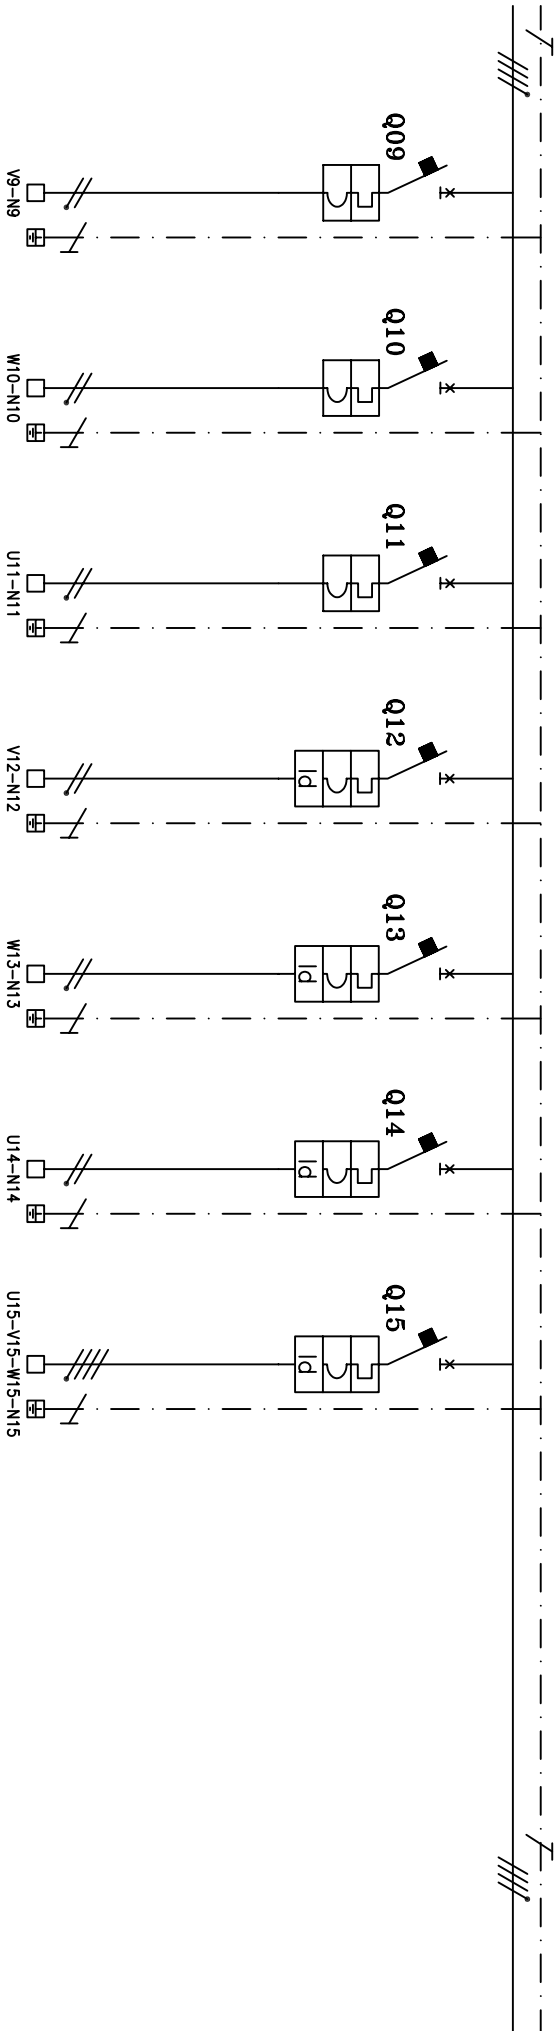 Q09
V9-N9
Q10
W10-N10
Q11
U11-N11
Q12
Id
V12-N12
Q13
Id
W13-N13
Q14
Id
U14-N14
Q15
Id
U15-V15-W15-N15